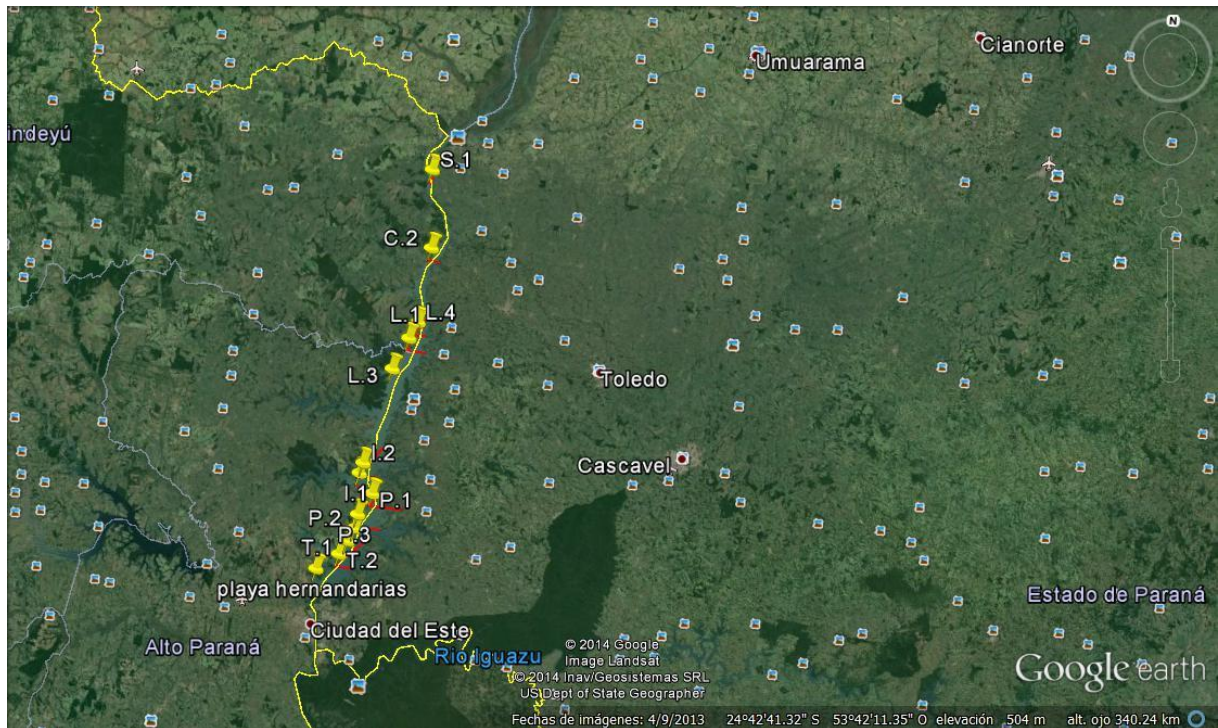 N
Cianorte
Umuarama
indeyú
S.1
C.2
L.1 L.4
L.3
Toledo
I.2
Cascavel
I.1
P.1
P.2
P.3
T.1
T.2
playa hernandarias
Estado de Paraná
Ciudad del Este
Alto Paraná
Rio Iguazu
© 2014 Google
Image Landsat
© 2014 Inav/Geosistemas SRL
US Dept of State Geographer
Google earth
Fechas de imágenes: 4/9/2013 24°42'41.32" S 53°42'11.35" O elevación 504 m alt. ojo 340.24 km